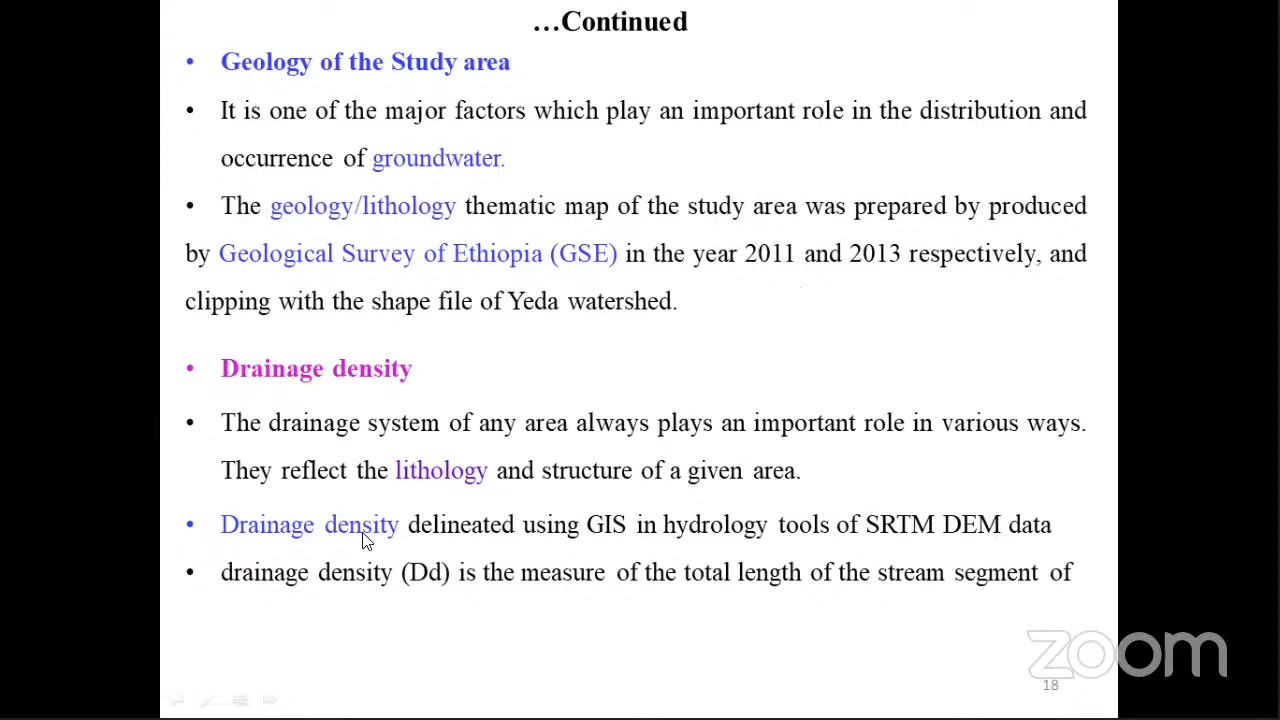 …Continued
• Geology of the Study area
• It is one of the major factors which play an important role in the distribution and
occurrence of groundwater.
• The geology/lithology thematic map of the study area was prepared by produced
by Geological Survey of Ethiopia (GSE) in the year 2011 and 2013 respectively, and
clipping with the shape file of Yeda watershed.
• Drainage density
• The drainage system of any area always plays an important role in various ways.
They reflect the lithology and structure of a given area.
• Drainage density delineated using GIS in hydrology tools of SRTM DEM data
• drainage density (Dd) is the measure of the total length of the stream segment of
zoom
18